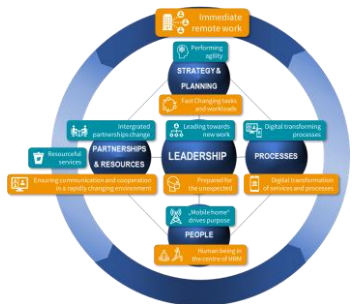 Immediate
remote work
Performing
agility
STRATEGY &
PLANNING
Fast Changing tasks
and workloads
Intergrated
partnerships change
Leading towards
new work
Digital transforming
processes
Resourceful
services
PARTNERSHIPS
& RESOURCES
LEADERSHIP
PROCESSES
Ensuring communication and cooperation
in a rapidly changing environment
Prepared for
the unexpected
Digital transformation
of services and processes
„Mobile home"
drives purpose
PEOPLE
Human being in
the centre of NBM